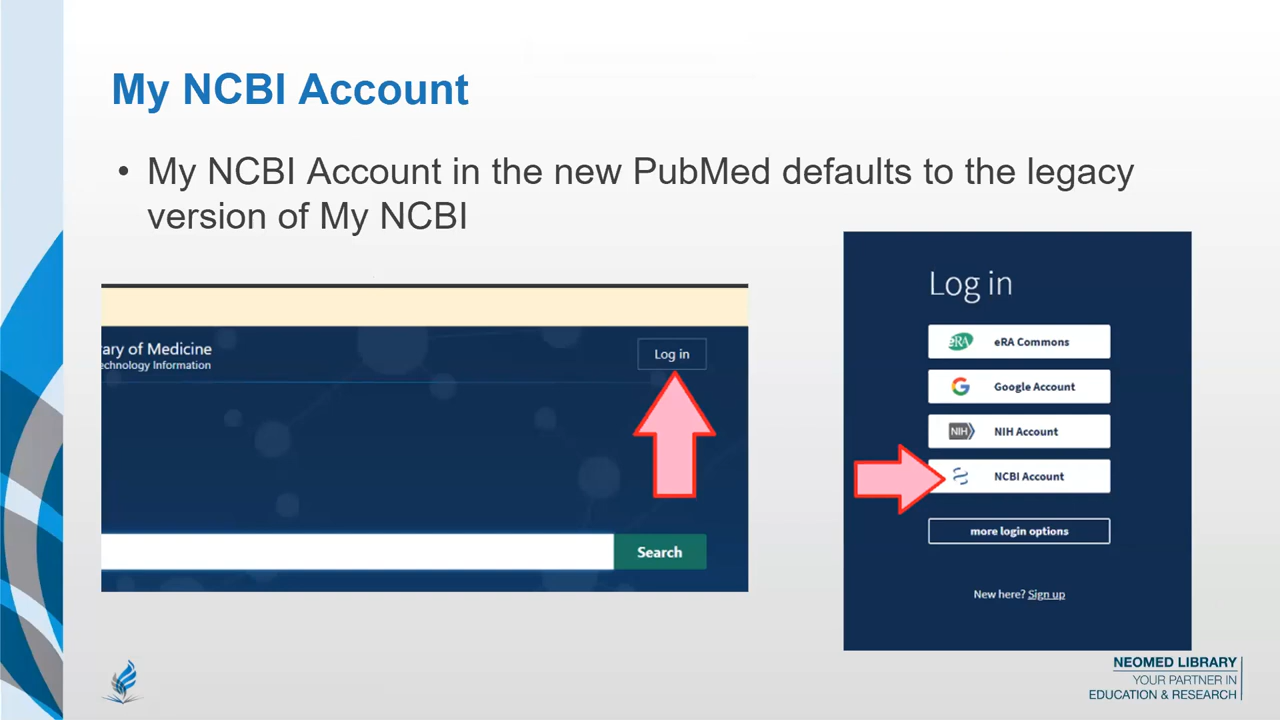 My NCBI Account
• My NCBI Account in the new PubMed defaults to the legacy
version of My NCBI
ary of Medicine
echnology Information
Log in
Search
Log in
eRA eRA Commons
Google Account
NIH NIH Account
NCBI Account
more login options
New here? Sign up
NEOMED LIBRARY
YOUR PARTNER IN
EDUCATION & RESEARCH